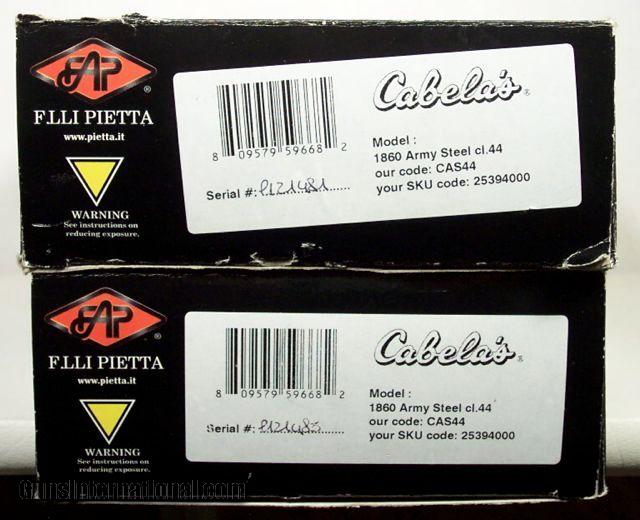 FAP
®
F.LLI PIETTA
www.pietta.it
WARNING
See instructions on
reducing exposure.
8 09579 59668 2
Serial #:
Cabela's®
Model :
1860 Army Steel cl.44
our code: CAS44
your SKU code: 25394000
FAP
®
F.LLI PIETTA
www.pietta.it
WARNING
See instructions on
reducing exposure.
8 09579 59668 2
Serial #:
Cabela's®
Model :
1860 Army Steel cl.44
our code: CAS44
your SKU code: 25394000
GunsInternational.com